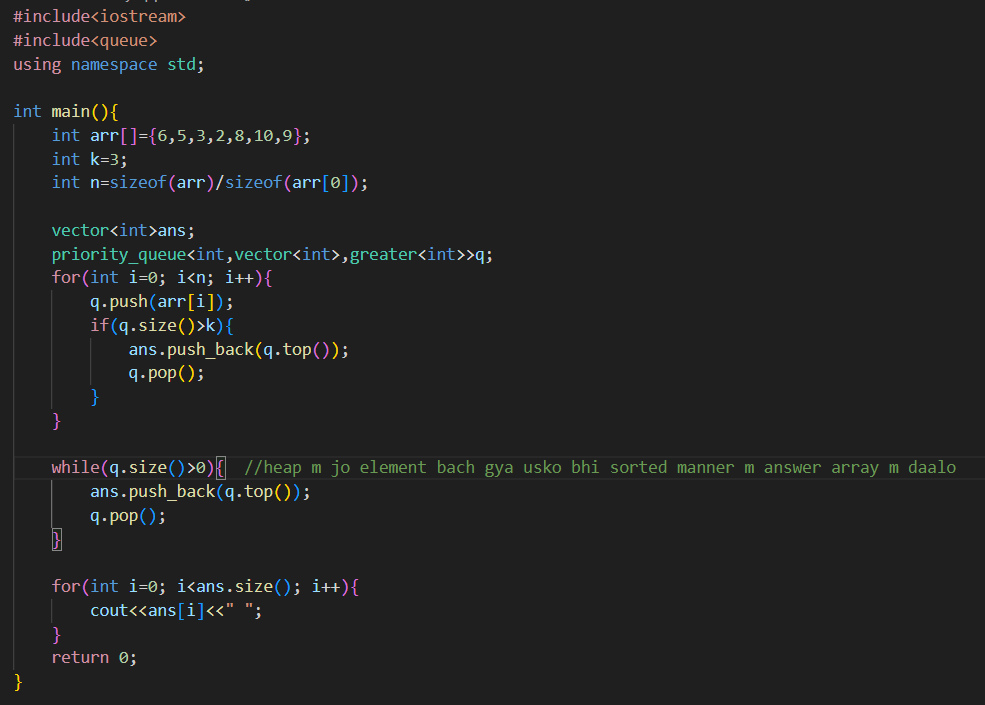 #include<iostream>
#include<queue>
using namespace std;

int main(){
    int arr[]={6,5,3,2,8,10,9};
    int k=3;
    int n=sizeof(arr)/sizeof(arr[0]);

    vector<int>ans;
    priority_queue<int,vector<int>,greater<int>>q;
    for(int i=0; i<n; i++){
        q.push(arr[i]);
        if(q.size()>k){
            ans.push_back(q.top());
            q.pop();
        }
    }

    while(q.size()>0){  //heap m jo element bach gya usko bhi sorted manner m answer array m daalo
        ans.push_back(q.top());
        q.pop();
    }

    for(int i=0; i<ans.size(); i++){
        cout<<ans[i]<<" ";
    }
    return 0;
}